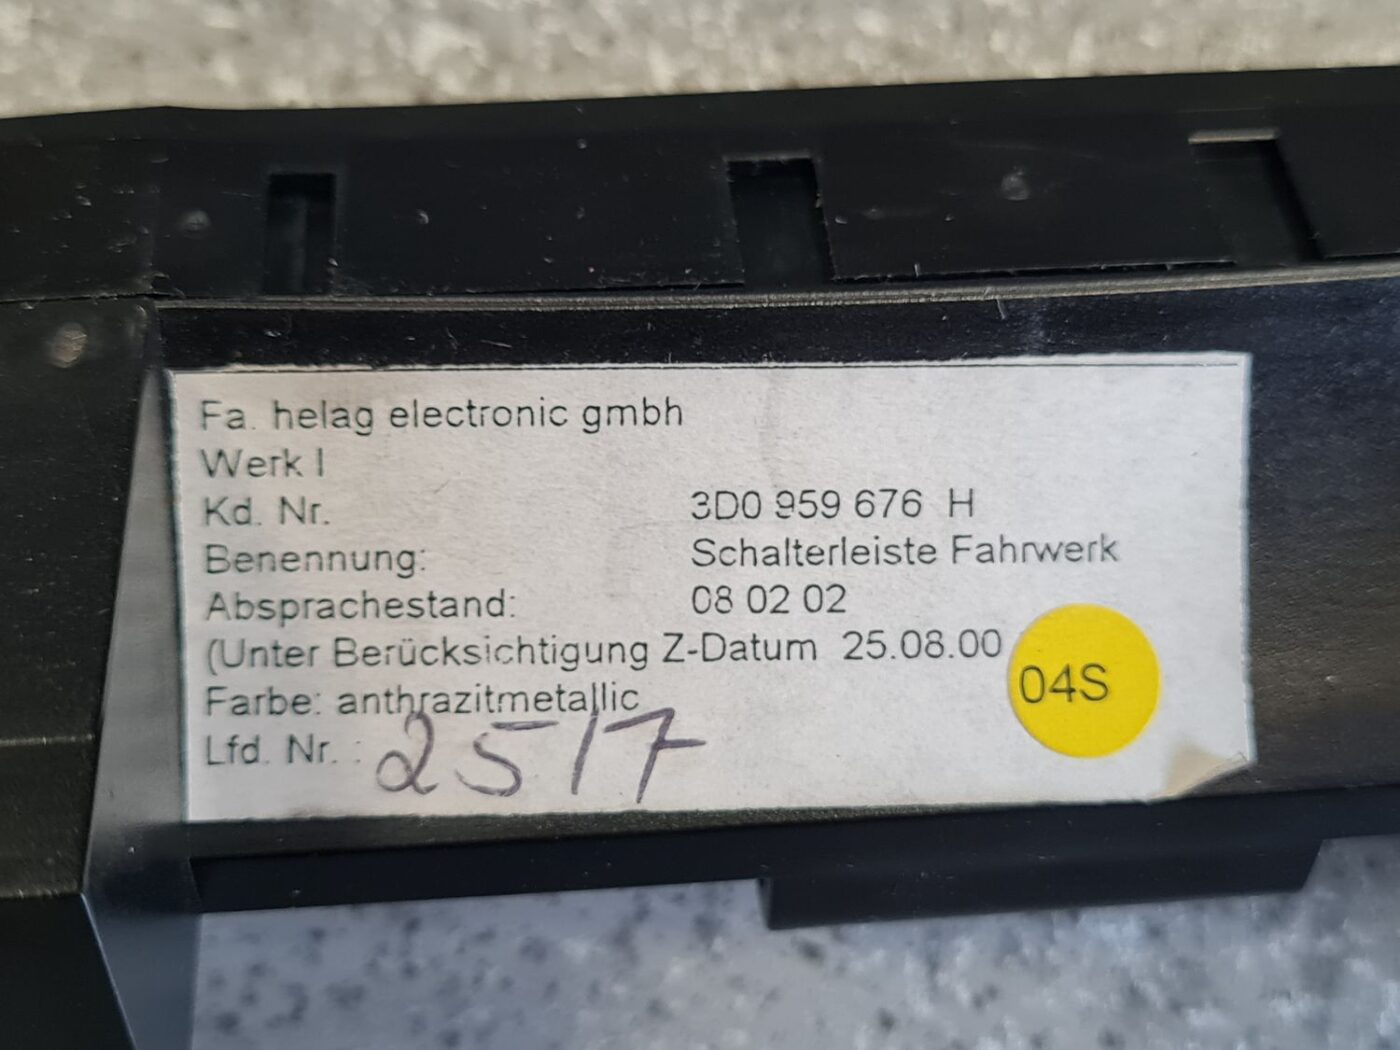 Fa. helag electronic gmbh
Werk I
Kd. Nr. 3D0 959 676 H
Benennung: Schalterleiste Fahrwerk
Absprachestand: 08 02 02
(Unter Berücksichtigung Z-Datum 25.08.00
04S
Farbe: anthrazitmetallic
Lfd. Nr. : 2517